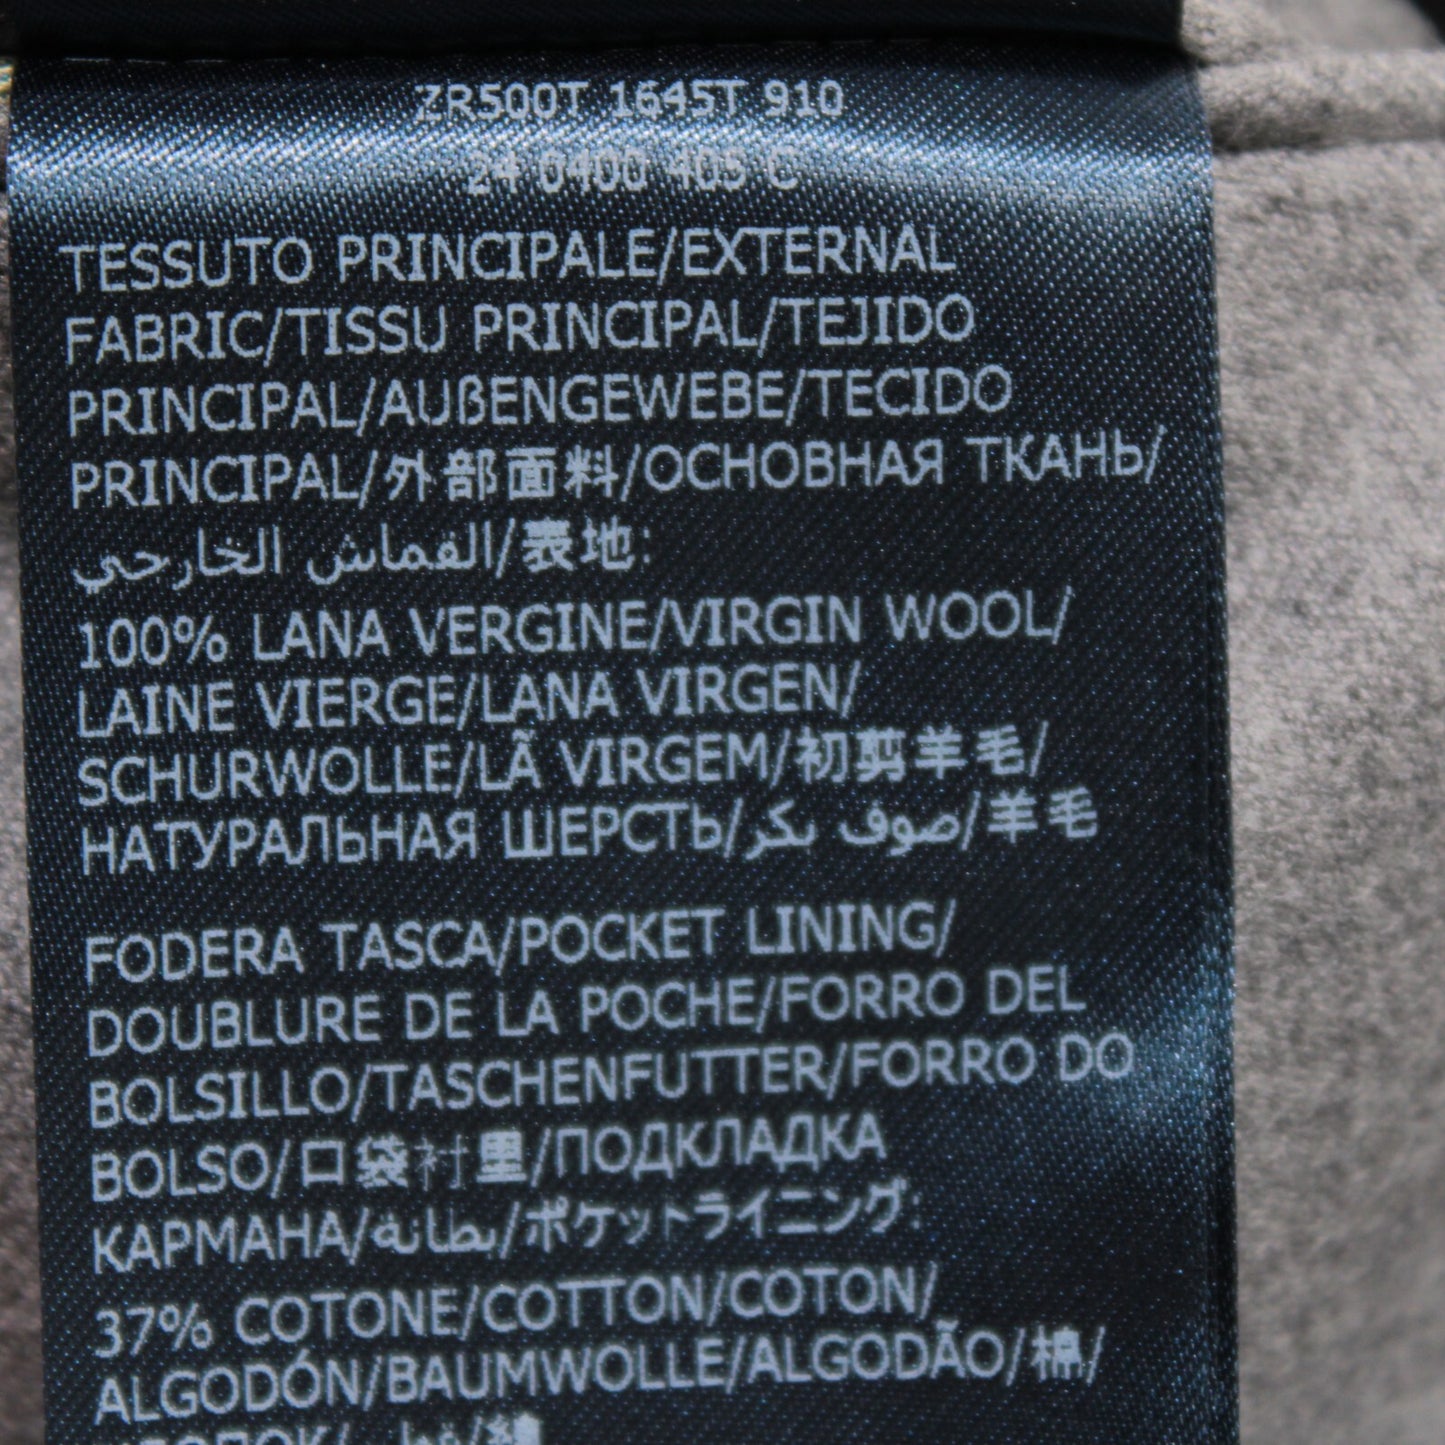 ZR500T 1645T 910
24 0400 405 C
TESSUTO PRINCIPALE/EXTERNAL
FABRIC/TISSU PRINCIPAL/TEJIDO
PRINCIPAL/AUßENGEWEBE/TECIDO
PRINCIPAL/外部面料/ОСНОВНАЯ ТКАНЬ/
القماش الخارجي/表地:
100% LANA VERGINE/VIRGIN WOOL/
LAINE VIERGE/LANA VIRGEN/
SCHURWOLLE/LÃ VIRGEM/初剪羊毛/
НАТУРАЛЬНАЯ ШЕРСТЬ/صوف بكر/羊毛
FODERA TASCA/POCKET LINING/
DOUBLURE DE LA POCHE/FORRO DEL
BOLSILLO/TASCHENFUTTER/FORRO DO
BOLSO/口袋衬里/ПОДКЛАДКА
КАРМАНА/بطانة/ポケットライニング:
37% COTONE/COTTON/COTON/
ALGODÓN/BAUMWOLLE/ALGODÃO/棉/